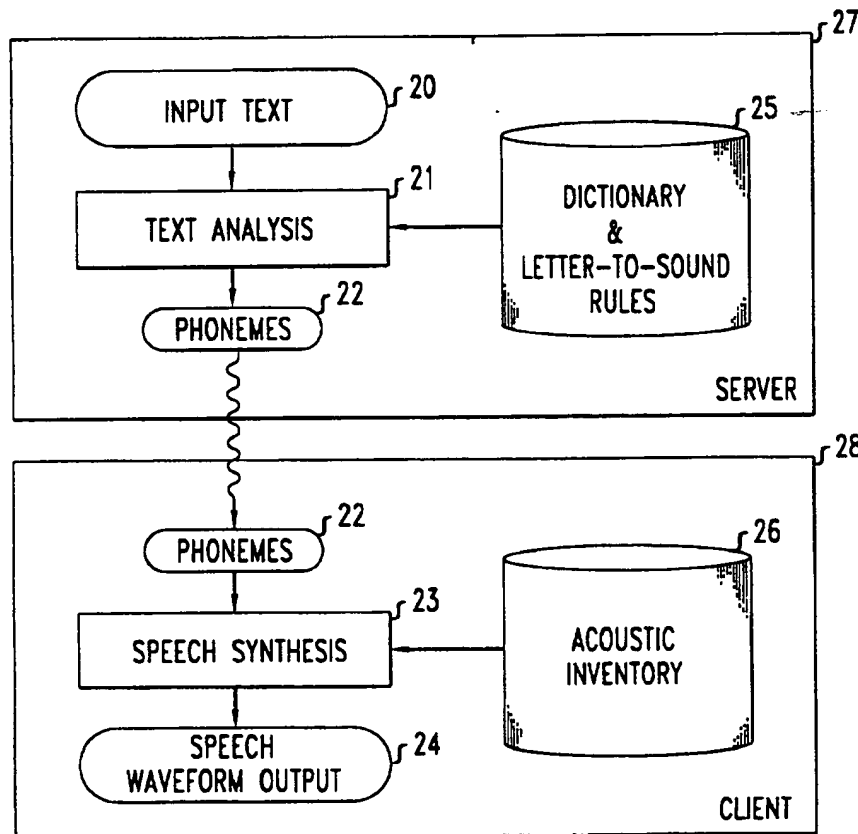 27
INPUT TEXT
20
25
21
TEXT ANALYSIS
DICTIONARY
&
LETTER-TO-SOUND
RULES
22
PHONEMES
SERVER
28
22
PHONEMES
26
23
SPEECH SYNTHESIS
ACOUSTIC
INVENTORY
SPEECH
WAVEFORM OUTPUT
24
CLIENT